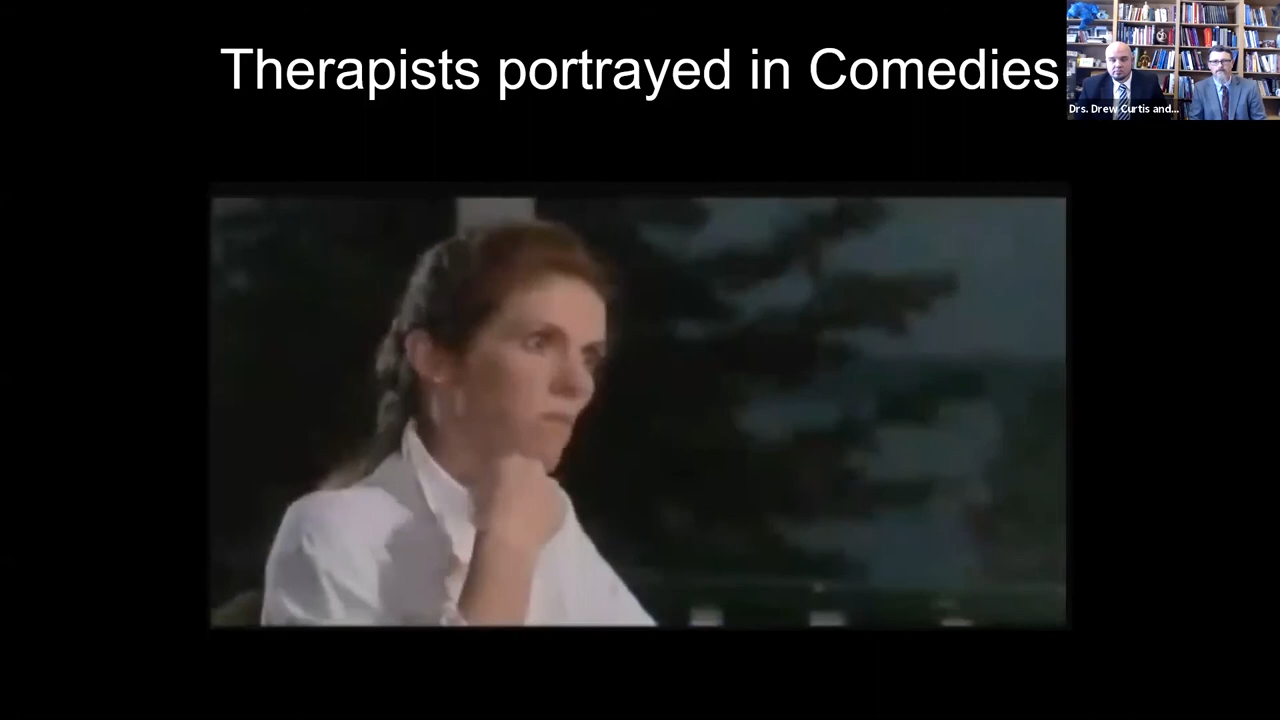 Therapists portrayed in Comedies
Drs. Drew Curtis and...